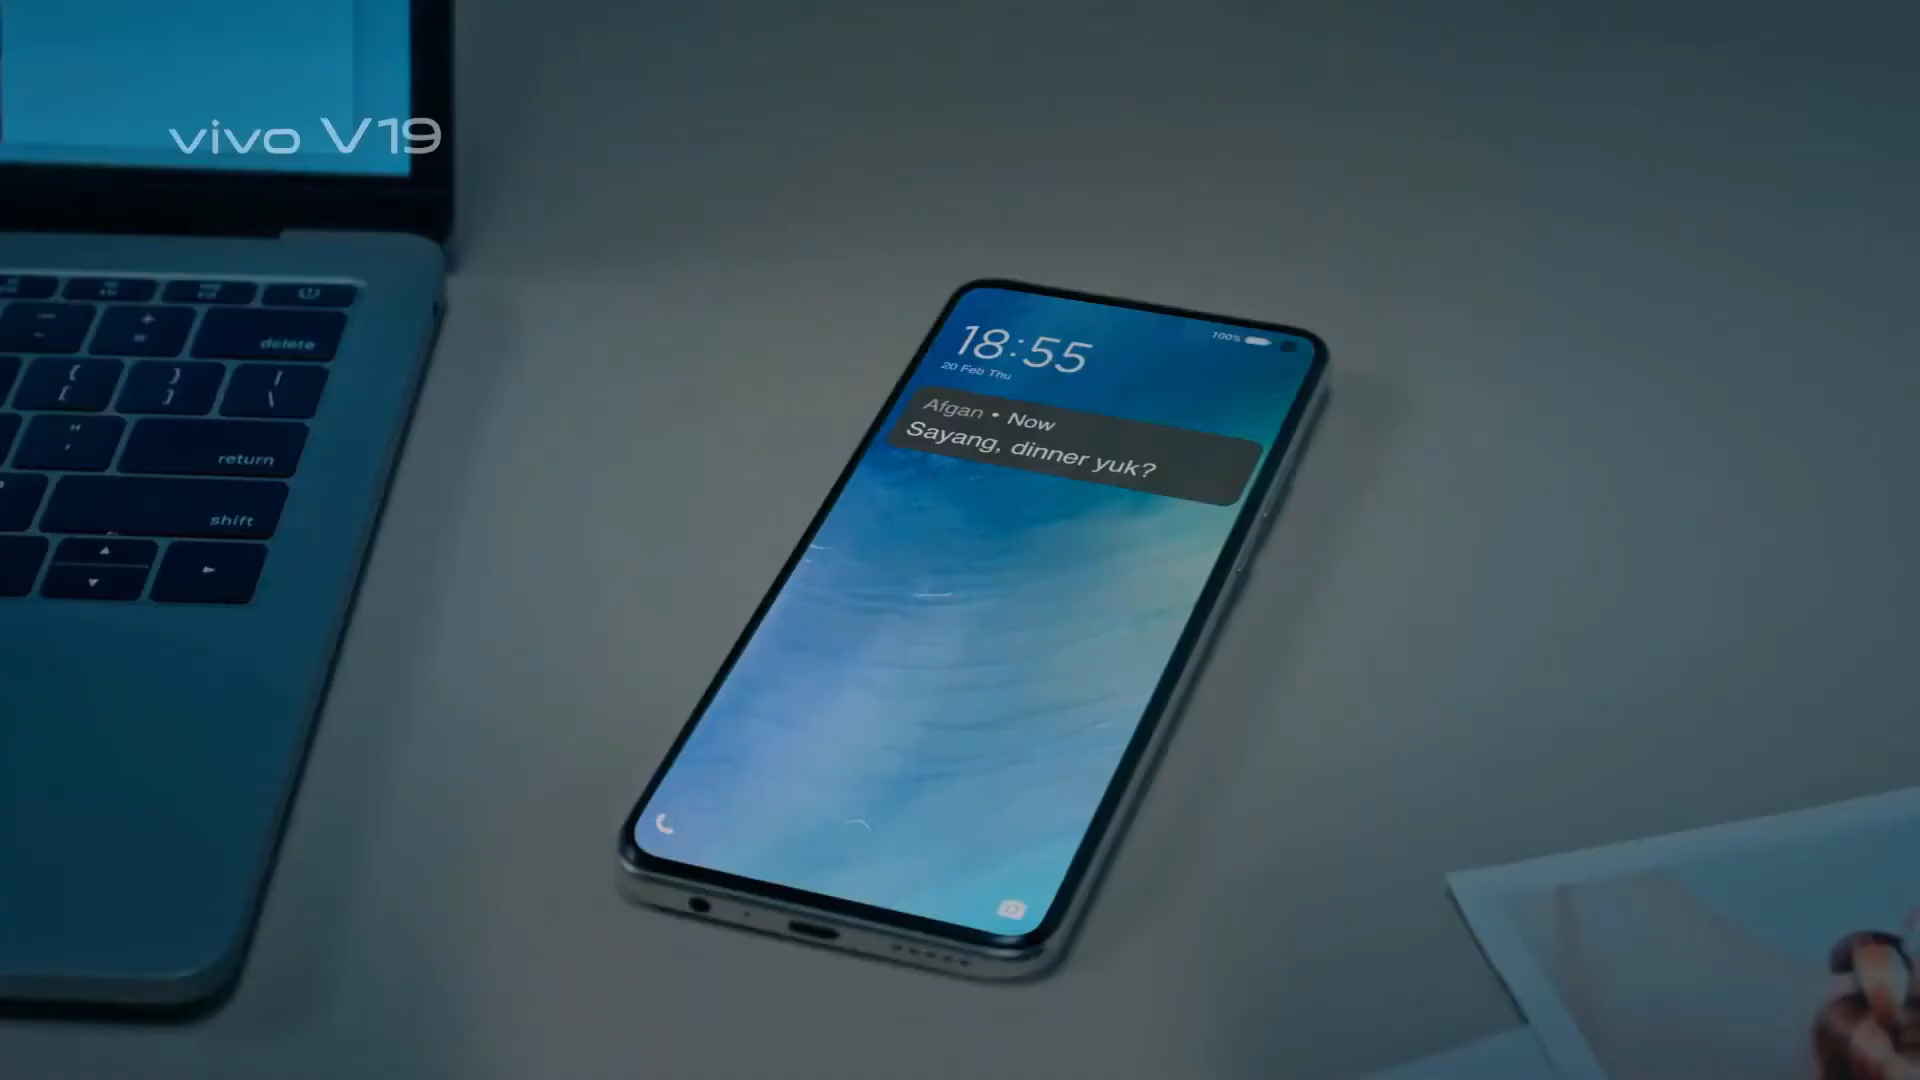 vivo V19
delete
return
shift
18:55
100%
20 Feb Thu
Afgan • Now
Sayang, dinner yuk?